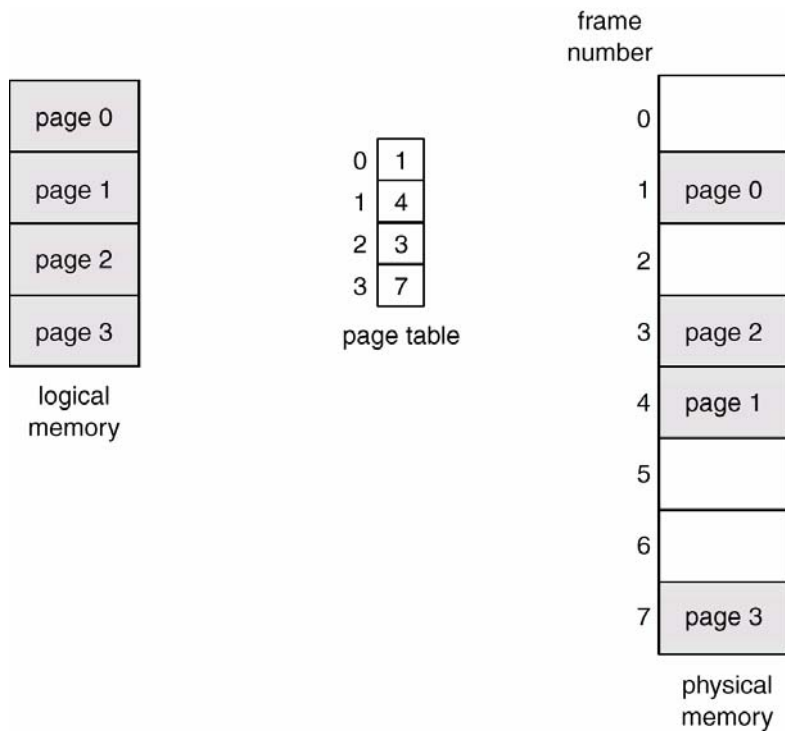 page 0
page 1
page 2
page 3
logical
memory
0 1
1 4
2 3
3 7
page table
frame
number
0
1 page 0
2
3 page 2
4 page 1
5
6
7 page 3
physical
memory